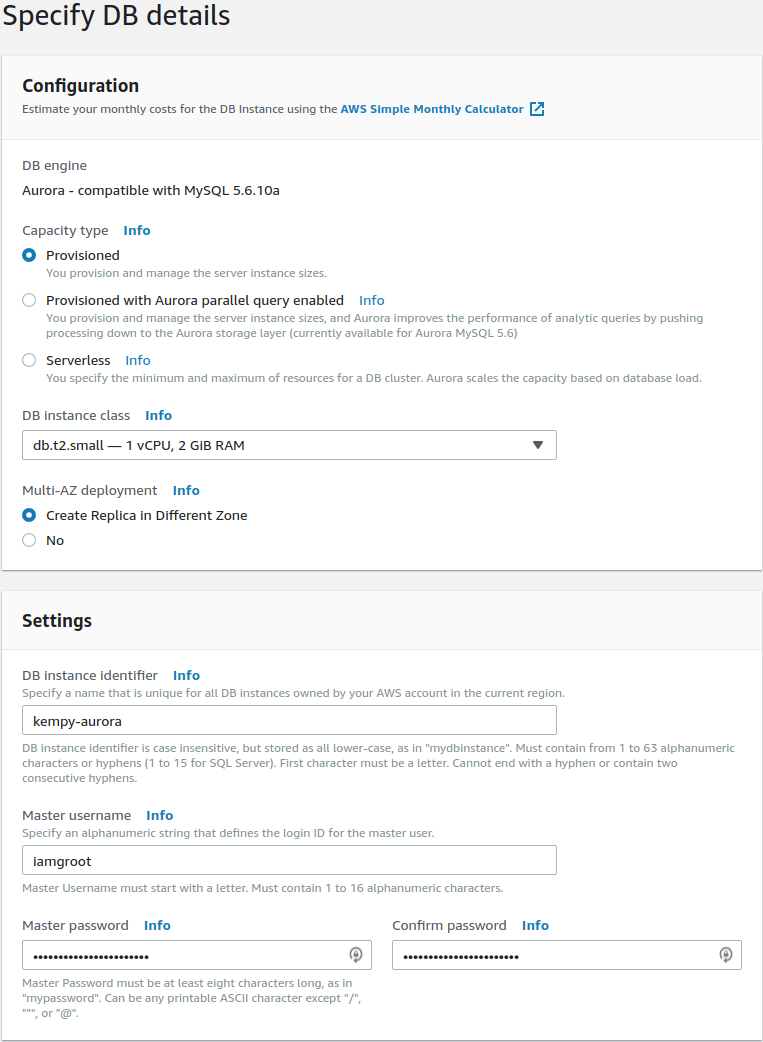 Specify DB details
Configuration
Estimate your monthly costs for the DB Instance using the AWS Simple Monthly Calculator
DB engine
Aurora - compatible with MySQL 5.6.10a
Capacity type Info
Provisioned
You provision and manage the server instance sizes.
Provisioned with Aurora parallel query enabled Info
You provision and manage the server instance sizes, and Aurora improves the performance of analytic queries by pushing
processing down to the Aurora storage layer (currently available for Aurora MySQL 5.6)
Serverless Info
You specify the minimum and maximum of resources for a DB cluster. Aurora scales the capacity based on database load.
DB instance class Info
db.t2.small — 1 vCPU, 2 GiB RAM
Multi-AZ deployment Info
Create Replica in Different Zone
No
Settings
DB instance identifier Info
Specify a name that is unique for all DB instances owned by your AWS account in the current region.
kempy-aurora
DB instance identifier is case insensitive, but stored as all lower-case, as in "mydbinstance". Must contain from 1 to 63 alphanumeric
characters or hyphens (1 to 15 for SQL Server). First character must be a letter. Cannot end with a hyphen or contain two
consecutive hyphens.
Master username Info
Specify an alphanumeric string that defines the login ID for the master user.
iamgroot
Master Username must start with a letter. Must contain 1 to 16 alphanumeric characters.
Master password Info Confirm password Info
••••••••••••••••••••••• •••••••••••••••••••••••
Master Password must be at least eight characters long, as in
"mypassword". Can be any printable ASCII character except "/",
""", or "@".